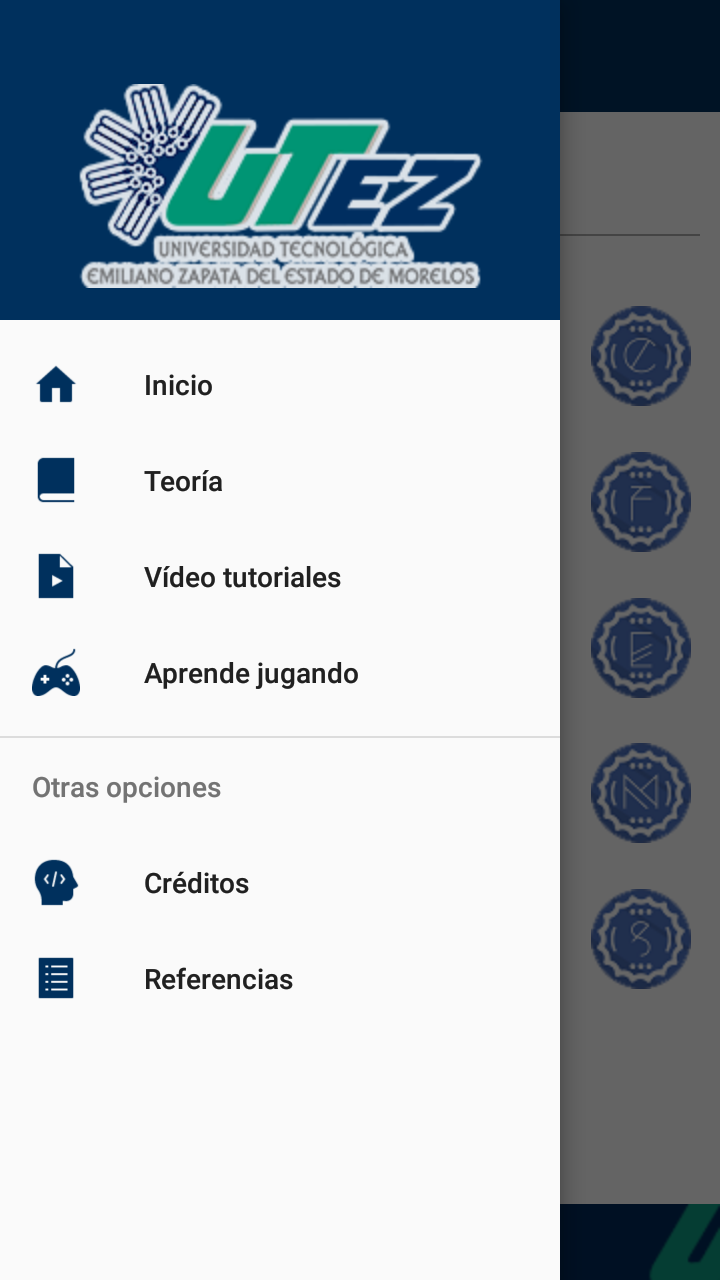 UTEZ
UNIVERSIDAD TECNOLÓGICA
EMILIANO ZAPATA DEL ESTADO DE MORELOS
Inicio
Teoría
Vídeo tutoriales
Aprende jugando
Otras opciones
Créditos
Referencias
C
F
E
N
S